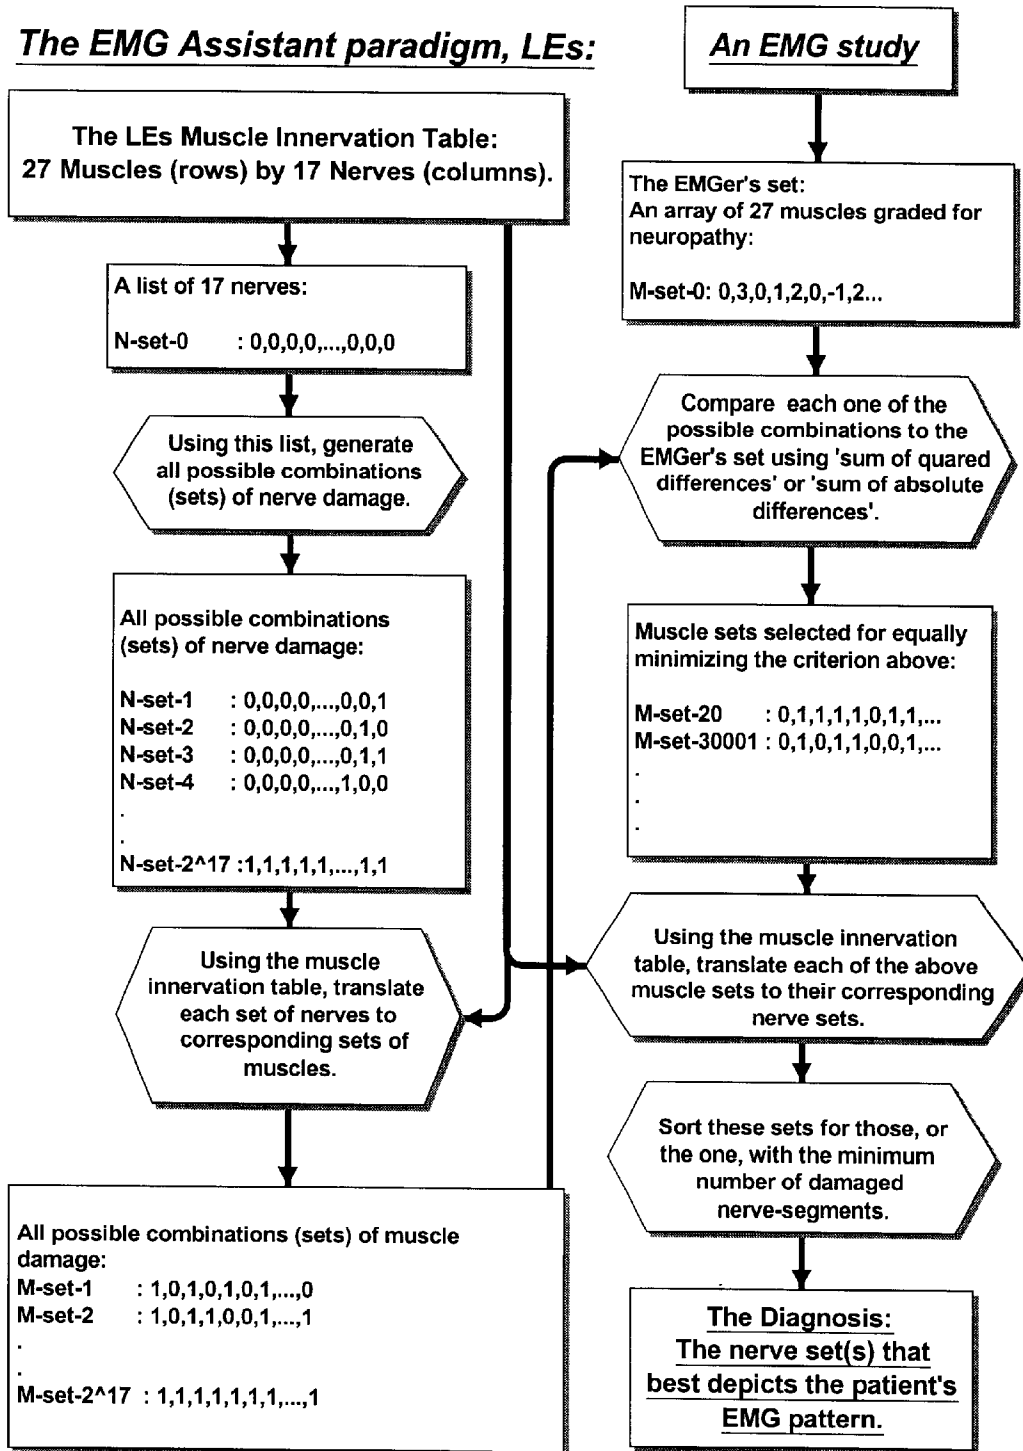 The EMG Assistant paradigm, LEs:
The LEs Muscle Innervation Table:
27 Muscles (rows) by 17 Nerves (columns).
A list of 17 nerves:
N-set-0 : 0,0,0,0,...,0,0,0
Using this list, generate
all possible combinations
(sets) of nerve damage.
All possible combinations
(sets) of nerve damage:
N-set-1 : 0,0,0,0,...,0,0,1
N-set-2 : 0,0,0,0,...,0,1,0
N-set-3 : 0,0,0,0,...,0,1,1
N-set-4 : 0,0,0,0,...,1,0,0
.
.
N-set-2^17 :1,1,1,1,1,...,1,1
Using the muscle
innervation table, translate
each set of nerves to
corresponding sets of
muscles.
All possible combinations (sets) of muscle
damage:
M-set-1 : 1,0,1,0,1,0,1,...,0
M-set-2 : 1,0,1,1,0,0,1,...,1
.
.
M-set-2^17 : 1,1,1,1,1,1,1,...,1
An EMG study
The EMGer's set:
An array of 27 muscles graded for
neuropathy:
M-set-0: 0,3,0,1,2,0,-1,2...
Compare each one of the
possible combinations to the
EMGer's set using 'sum of quared
differences' or 'sum of absolute
differences'.
Muscle sets selected for equally
minimizing the criterion above:
M-set-20 : 0,1,1,1,1,0,1,1,...
M-set-30001 : 0,1,0,1,1,0,0,1,...
.
.
.
Using the muscle innervation
table, translate each of the above
muscle sets to their corresponding
nerve sets.
Sort these sets for those, or
the one, with the minimum
number of damaged
nerve-segments.
The Diagnosis:
The nerve set(s) that
best depicts the patient's
EMG pattern.